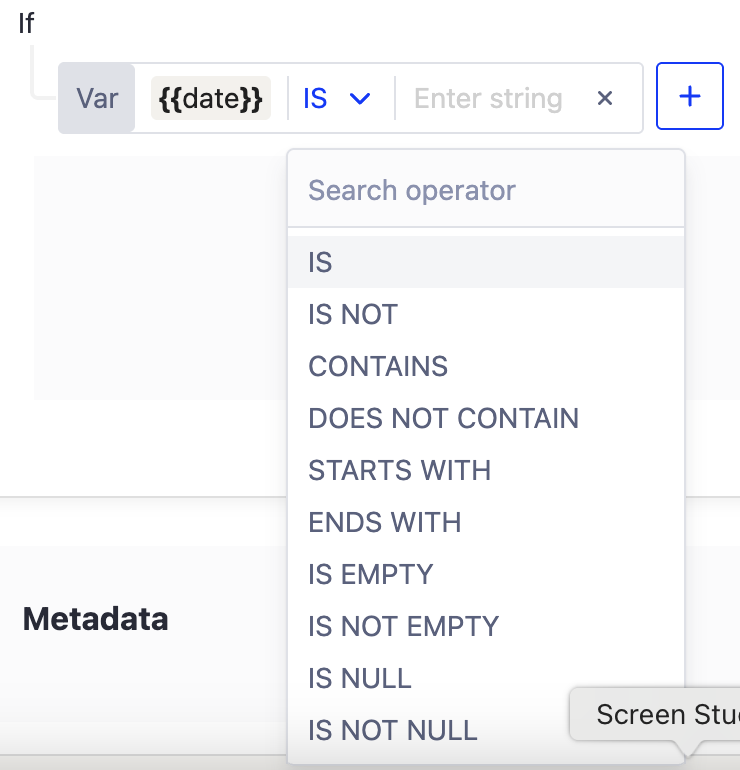 If
Var {{date}} IS Enter string × +
Search operator
IS
IS NOT
CONTAINS
DOES NOT CONTAIN
STARTS WITH
ENDS WITH
IS EMPTY
Metadata
IS NOT EMPTY
IS NULL
Screen Stu
IS NOT NULL